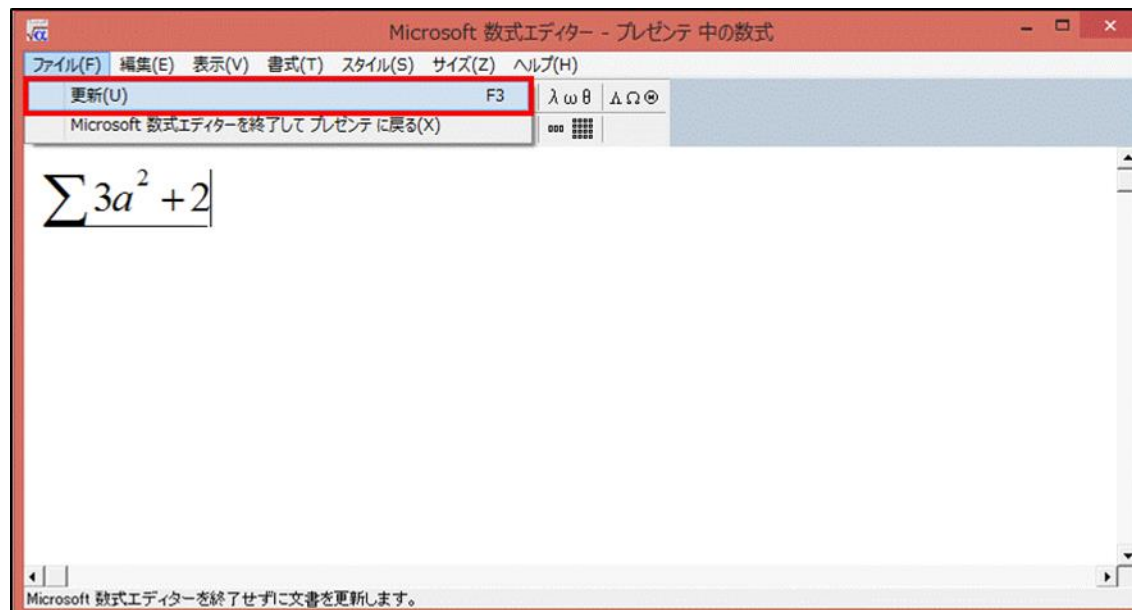 Microsoft 数式エディター - プレゼンテ 中の数式
ファイル(F) 編集(E) 表示(V) 書式(T) スタイル(S) サイズ(Z) ヘルプ(H)
更新(U) F3
λωθ ΛΩ⊗
Microsoft 数式エディターを終了して プレゼンテ に戻る(X)
∑3a² + 2
Microsoft 数式エディターを終了せずに文書を更新します。